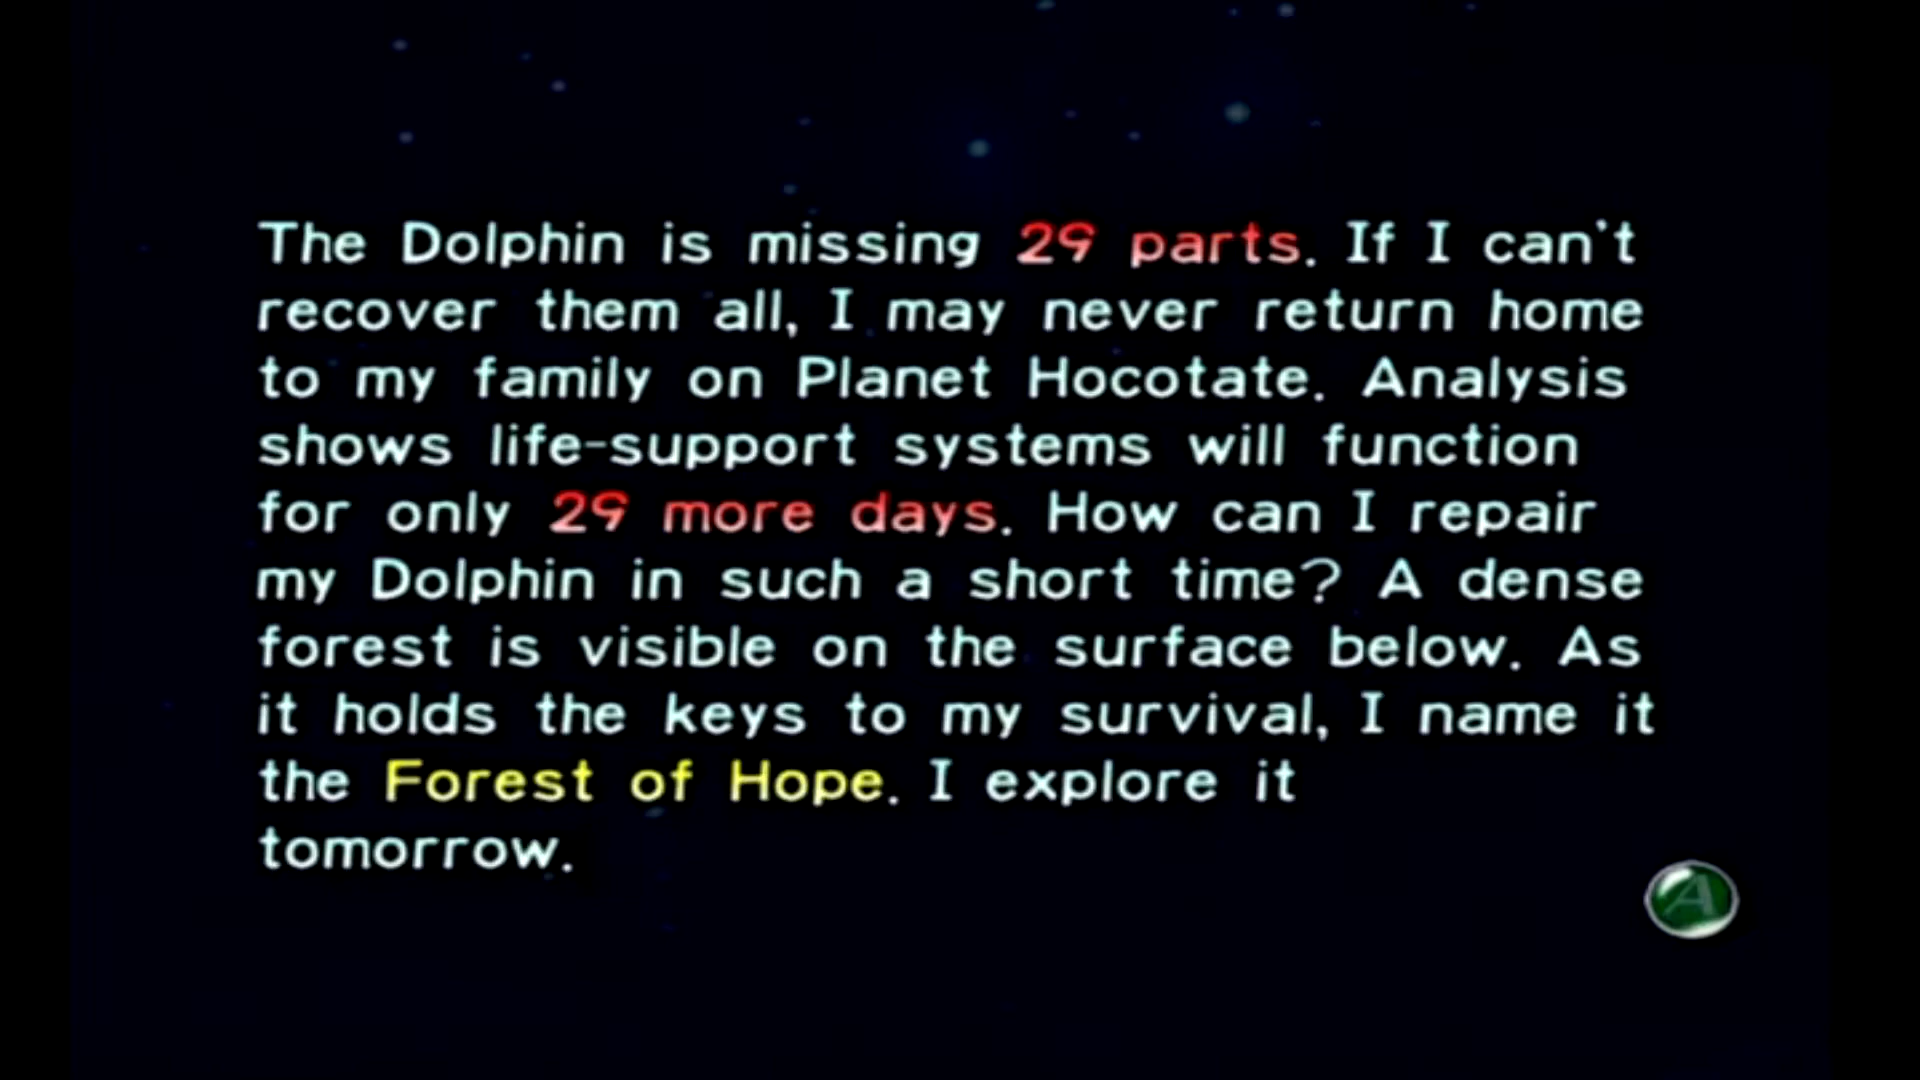 The Dolphin is missing 29 parts. If I can't
recover them all, I may never return home
to my family on Planet Hocotate. Analysis
shows life-support systems will function
for only 29 more days. How can I repair
my Dolphin in such a short time? A dense
forest is visible on the surface below. As
it holds the keys to my survival, I name it
the Forest of Hope. I explore it
tomorrow.
A